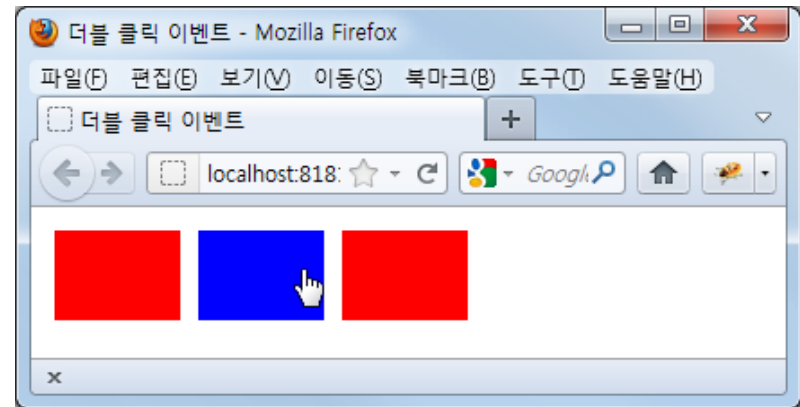 더블 클릭 이벤트 - Mozilla Firefox
파일(F) 편집(E) 보기(V) 이동(S) 북마크(B) 도구(T) 도움말(H)
더블 클릭 이벤트
localhost:818